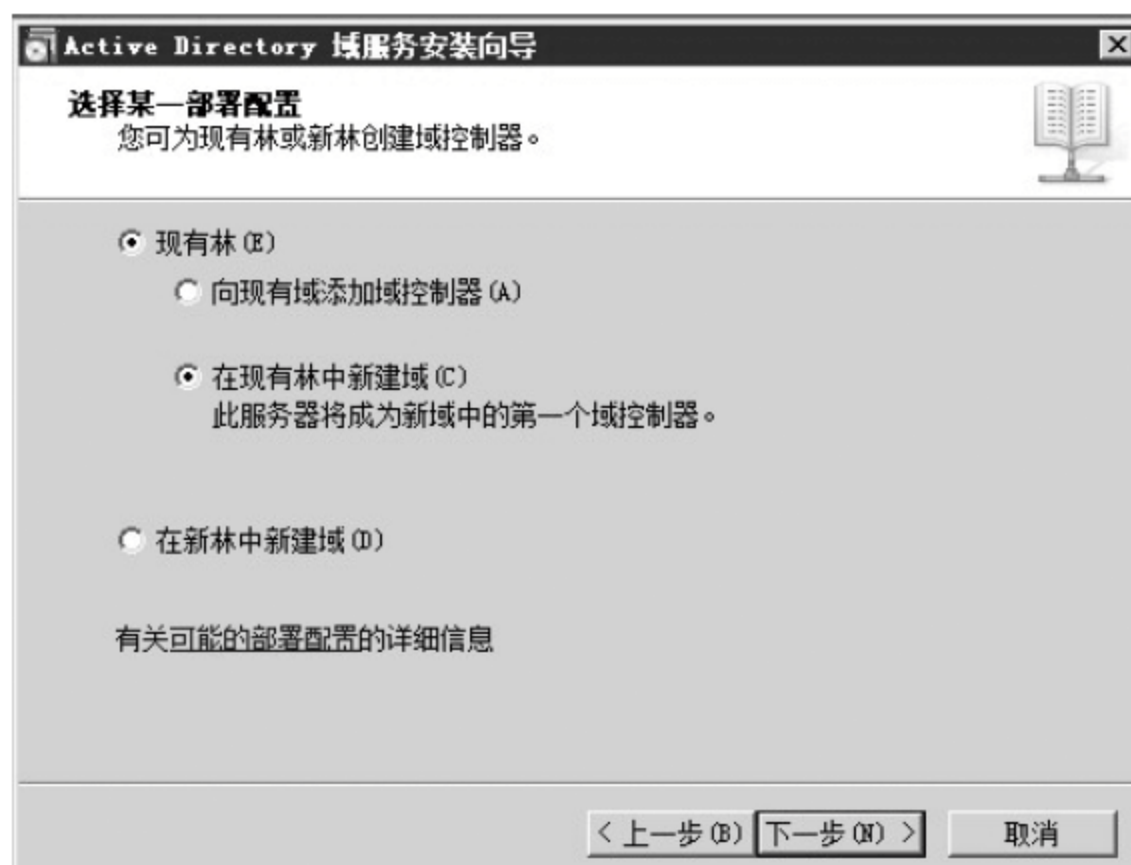 Active Directory 域服务安装向导
选择某一部署配置
您可为现有林或新林创建域控制器。
现有林(E)
向现有域添加域控制器(A)
在现有林中新建域(C)
此服务器将成为新域中的第一个域控制器。
在新林中新建域(D)
有关可能的部署配置的详细信息
< 上一步(B) 下一步(N) > 取消